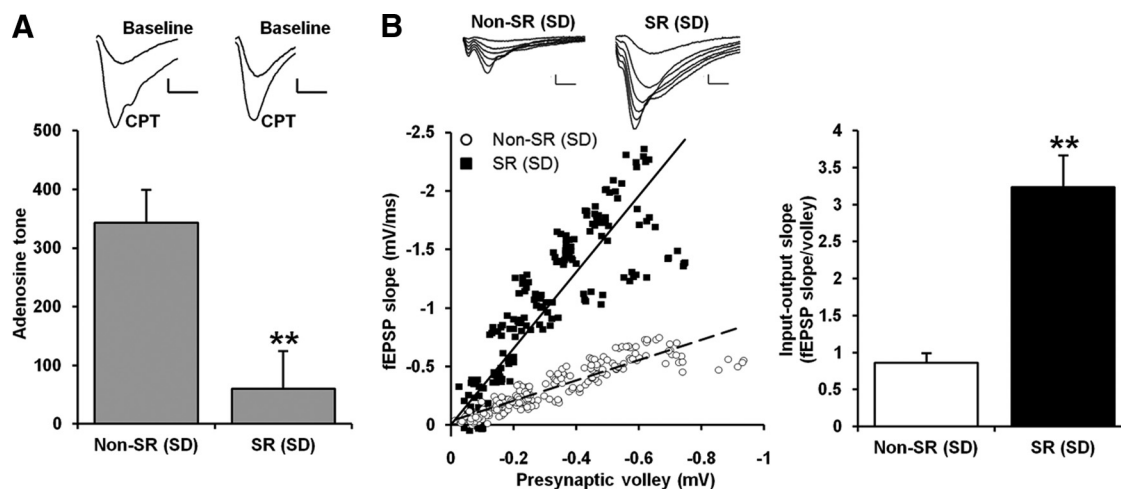 A
Baseline
Baseline
CPT
CPT
500
400
300
200
100
0
Adenosine tone
**
Non-SR (SD)
SR (SD)
B
Non-SR (SD)
SR (SD)
Non-SR (SD)
SR (SD)
-2.5
-2
-1.5
-1
-0.5
0
fEPSP slope (mV/ms)
0
-0.2
-0.4
-0.6
-0.8
-1
Presynaptic volley (mV)
4
3.5
3
2.5
2
1.5
1
0.5
0
Input-output slope
(fEPSP slope/volley)
**
Non-SR (SD)
SR (SD)